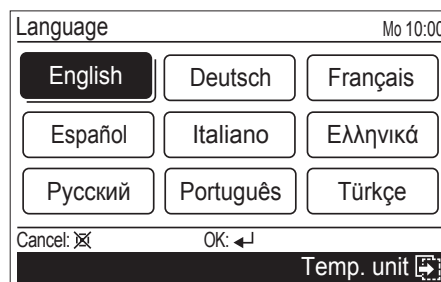 Language Mo 10:00
English Deutsch Français
Español Italiano Ελληνικά
Русский Português Türkçe
Cancel: OK:
Temp. unit